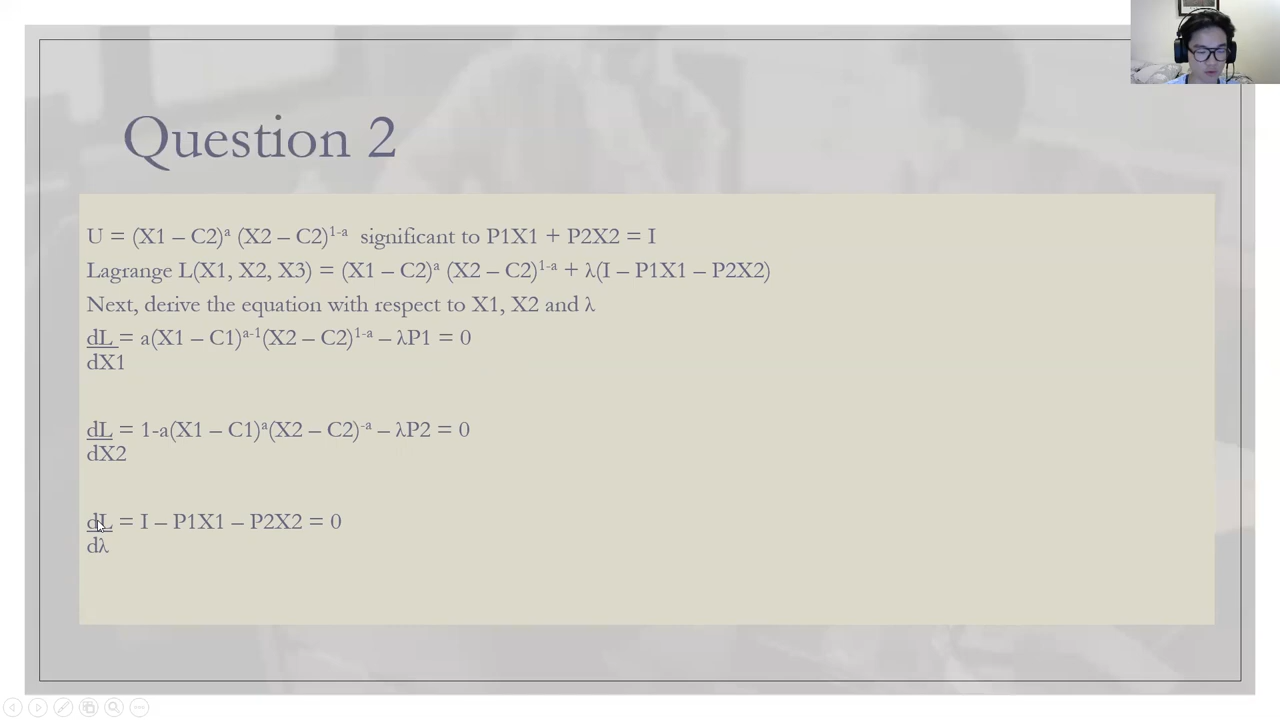 Question 2
U = (X1 – C2)ᵃ (X2 – C2)¹⁻ᵃ significant to P1X1 + P2X2 = I
Lagrange L(X1, X2, X3) = (X1 – C2)ᵃ (X2 – C2)¹⁻ᵃ + λ(I – P1X1 – P2X2)
Next, derive the equation with respect to X1, X2 and λ
dL = a(X1 – C1)ᵃ⁻¹(X2 – C2)¹⁻ᵃ – λP1 = 0
dX1
dL = 1-a(X1 – C1)ᵃ(X2 – C2)⁻ᵃ – λP2 = 0
dX2
dL = I – P1X1 – P2X2 = 0
dλ